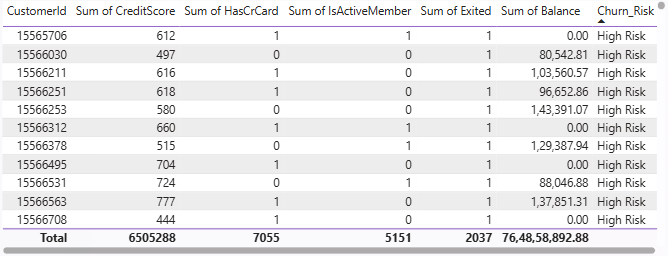 CustomerId Sum of CreditScore Sum of HasCrCard Sum of IsActiveMember Sum of Exited Sum of Balance Churn_Risk
15565706 612 1 1 1 0.00 High Risk
15566030 497 0 0 1 80,542.81 High Risk
15566211 616 1 0 1 1,03,560.57 High Risk
15566251 618 1 0 1 96,652.86 High Risk
15566253 580 0 0 1 1,43,391.07 High Risk
15566312 660 1 1 1 0.00 High Risk
15566378 515 0 1 1 1,29,387.94 High Risk
15566495 704 1 0 1 0.00 High Risk
15566531 724 0 1 1 88,046.88 High Risk
15566563 777 1 0 1 1,37,851.31 High Risk
15566708 444 1 0 1 0.00 High Risk
Total 6505288 7055 5151 2037 76,48,58,892.88